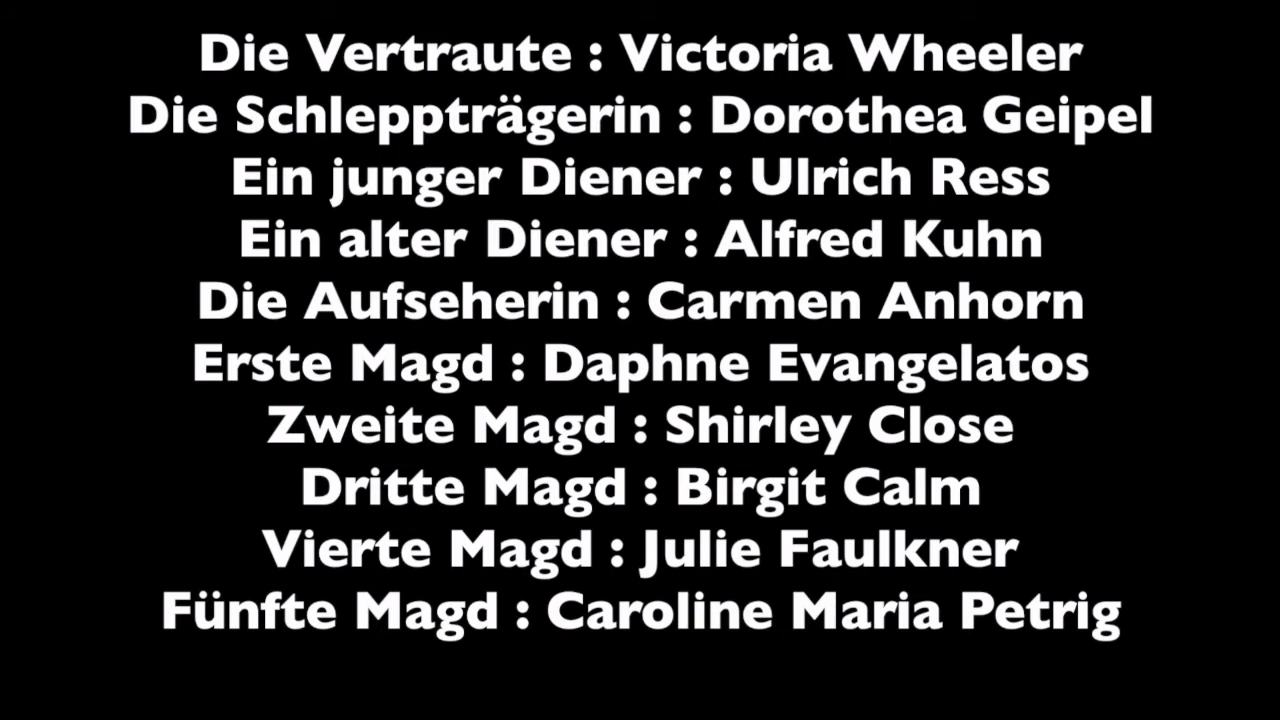 Die Vertraute : Victoria Wheeler
Die Schleppträgerin : Dorothea Geipel
Ein junger Diener : Ulrich Ress
Ein alter Diener : Alfred Kuhn
Die Aufseherin : Carmen Anhorn
Erste Magd : Daphne Evangelatos
Zweite Magd : Shirley Close
Dritte Magd : Birgit Calm
Vierte Magd : Julie Faulkner
Fünfte Magd : Caroline Maria Petrig